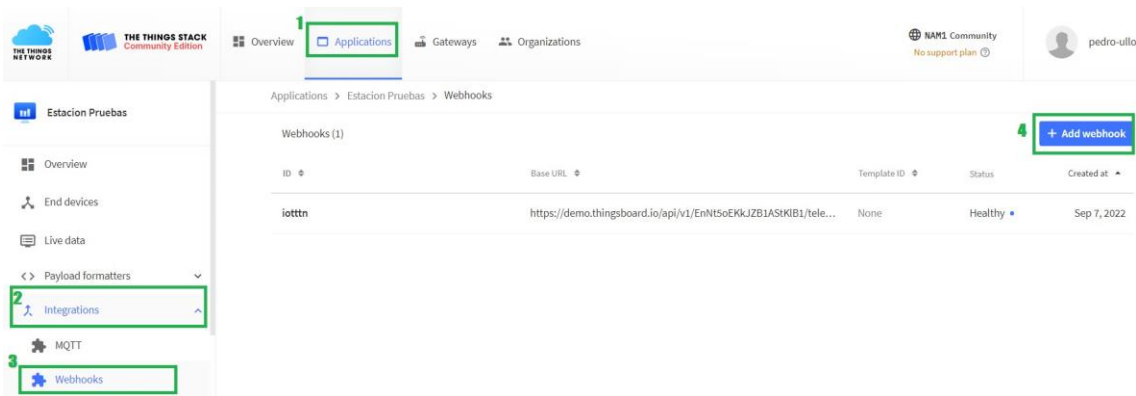 THE THINGS NETWORK
THE THINGS STACK
Community Edition
Overview
1
Applications
Gateways
Organizations
NAM1 Community
No support plan
pedro-ullo
Estacion Pruebas
Applications > Estacion Pruebas > Webhooks
Webhooks (1)
4
+ Add webhook
Overview
ID
Base URL
Template ID
Status
Created at
End devices
iotttn
https://demo.thingsboard.io/api/v1/EnNtSoEKkJZB1AStKlB1/tele...
None
Healthy
Sep 7, 2022
Live data
<> Payload formatters
2
Integrations
MQTT
3
Webhooks